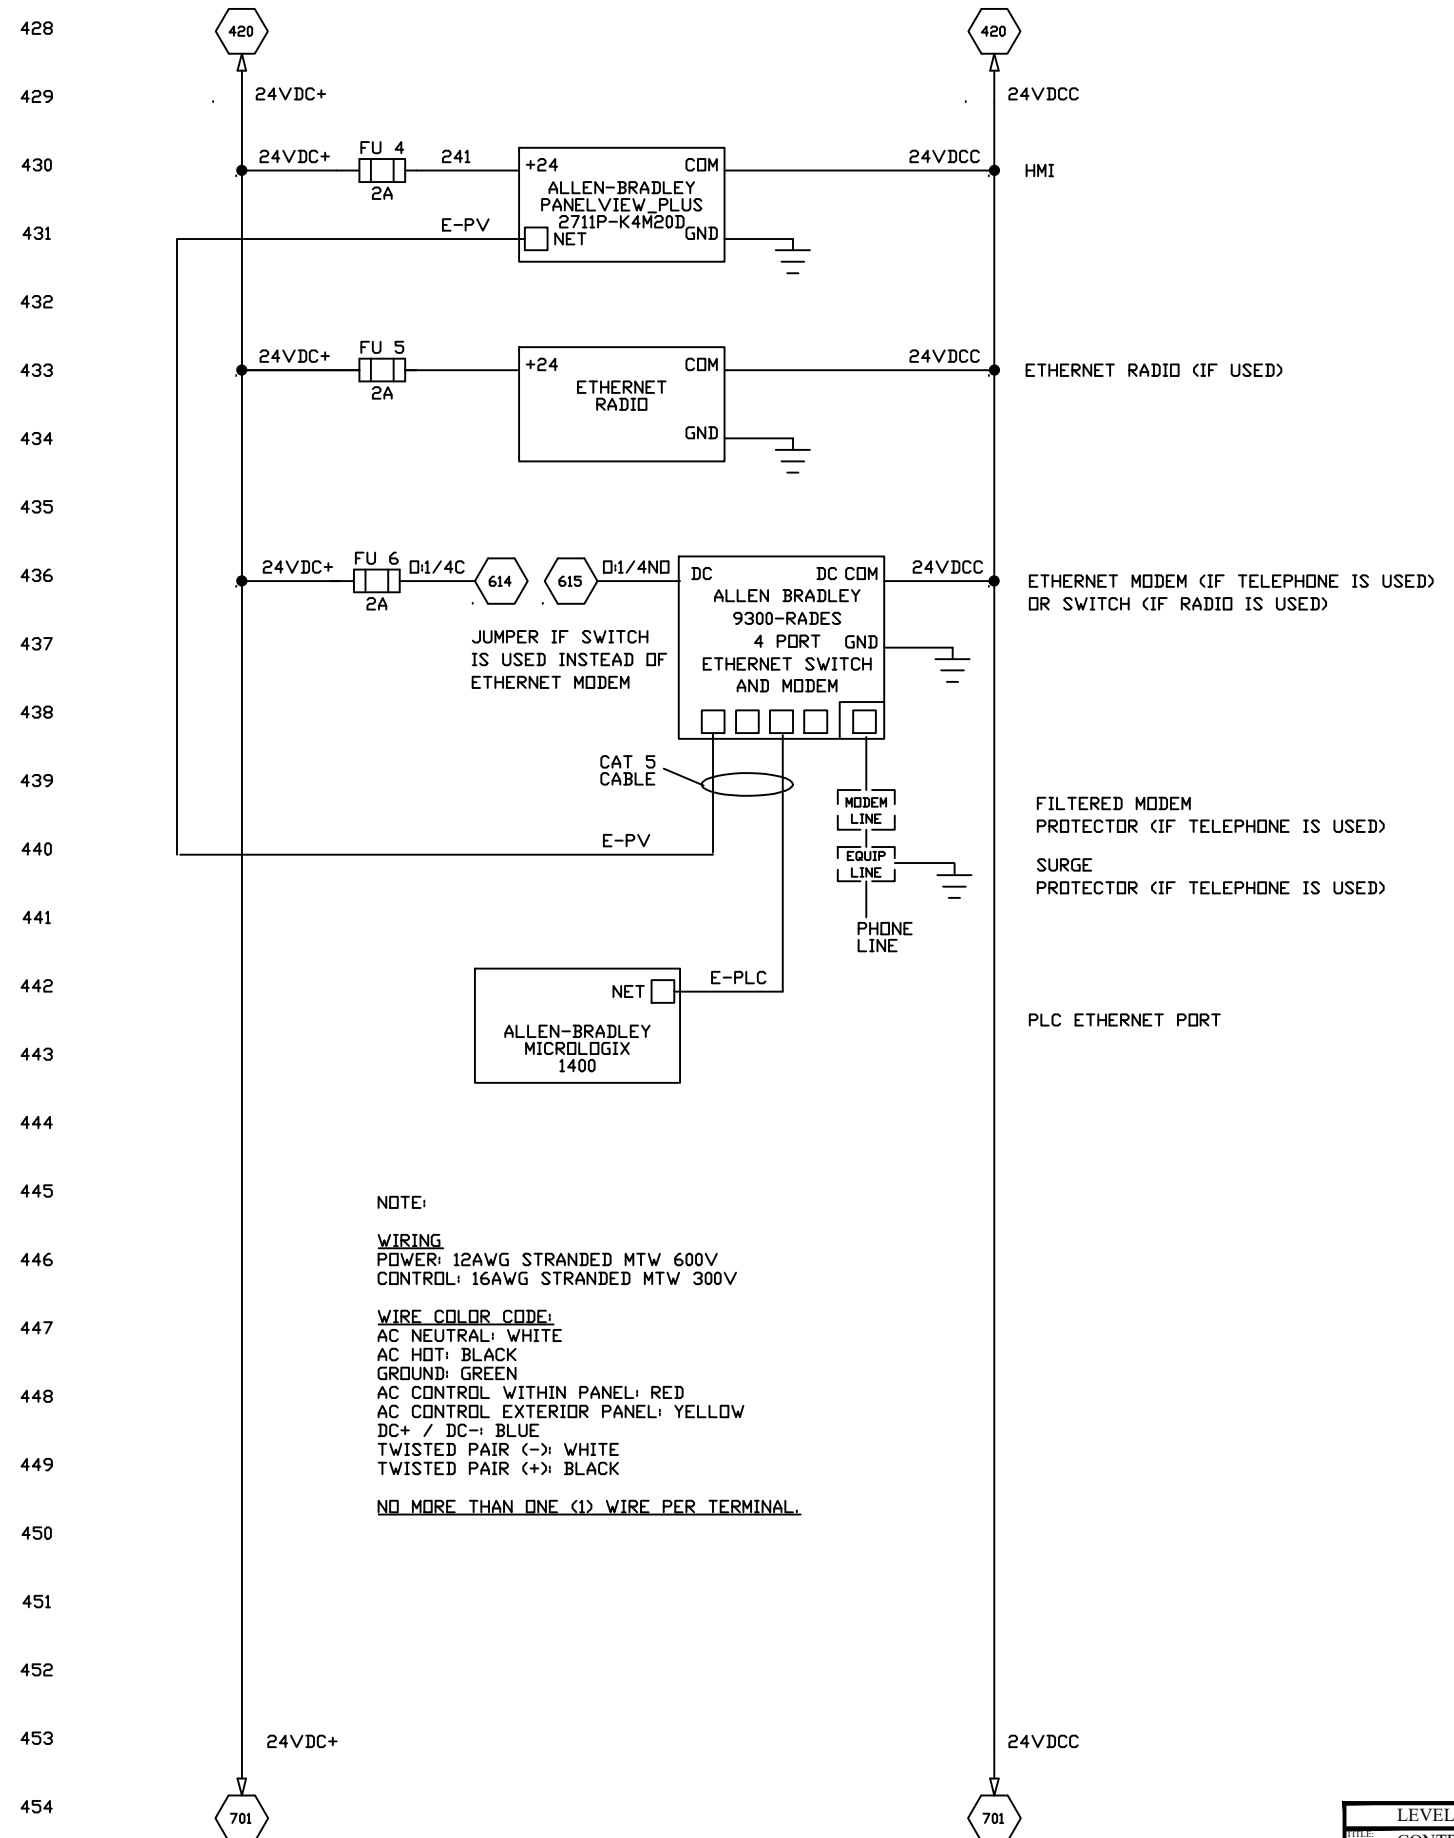 428
420
420
429
24VDC+
24VDCC
430
24VDC+
FU 4
2A
241
+24
COM
ALLEN-BRADLEY
PANELVIEW_PLUS
2711P-K4M20D
24VDCC
HMI
431
E-PV
NET
GND
432
433
24VDC+
FU 5
2A
+24
COM
ETHERNET
RADIO
24VDCC
ETHERNET RADIO (IF USED)
434
GND
435
436
24VDC+
FU 6
2A
O:1/4C
614
615
O:1/4NO
DC
DC COM
24VDCC
ALLEN BRADLEY
9300-RADES
4 PORT
GND
ETHERNET SWITCH
AND MODEM
ETHERNET MODEM (IF TELEPHONE IS USED)
OR SWITCH (IF RADIO IS USED)
437
JUMPER IF SWITCH
IS USED INSTEAD OF
ETHERNET MODEM
438
439
CAT 5
CABLE
MODEM
LINE
FILTERED MODEM
PROTECTOR (IF TELEPHONE IS USED)
440
E-PV
EQUIP
LINE
SURGE
PROTECTOR (IF TELEPHONE IS USED)
441
PHONE
LINE
442
NET
E-PLC
PLC ETHERNET PORT
443
ALLEN-BRADLEY
MICROLOGIX
1400
444
445
NOTE:
446
WIRING
POWER: 12AWG STRANDED MTW 600V
CONTROL: 16AWG STRANDED MTW 300V
447
WIRE COLOR CODE:
AC NEUTRAL: WHITE
AC HOT: BLACK
GROUND: GREEN
448
AC CONTROL WITHIN PANEL: RED
AC CONTROL EXTERIOR PANEL: YELLOW
DC+ / DC-: BLUE
449
TWISTED PAIR (-): WHITE
TWISTED PAIR (+): BLACK
NO MORE THAN ONE (1) WIRE PER TERMINAL.
450
451
452
453
24VDC+
24VDCC
454
701
701
LEVEL
TITLE: